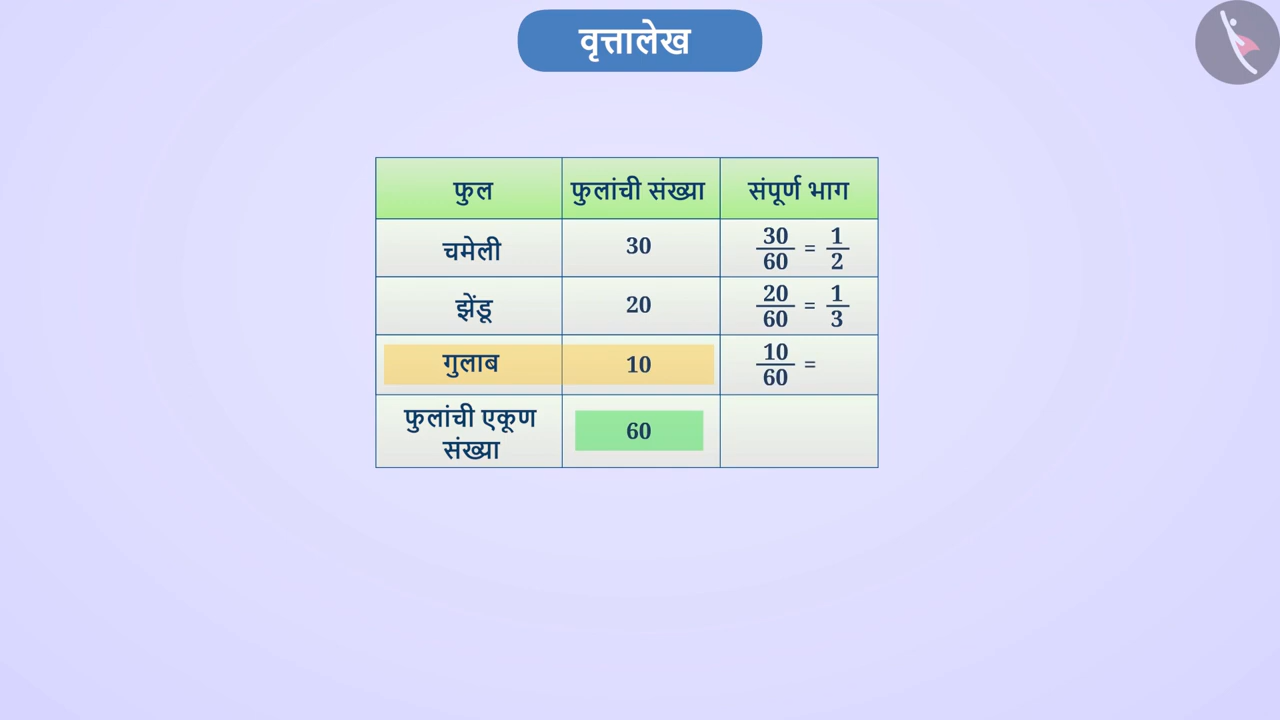 वृत्तालेख
फुल फुलांची संख्या संपूर्ण भाग
चमेली 30 30/60 = 1/2
झेंडू 20 20/60 = 1/3
गुलाब 10 10/60 =
फुलांची एकूण
संख्या 60